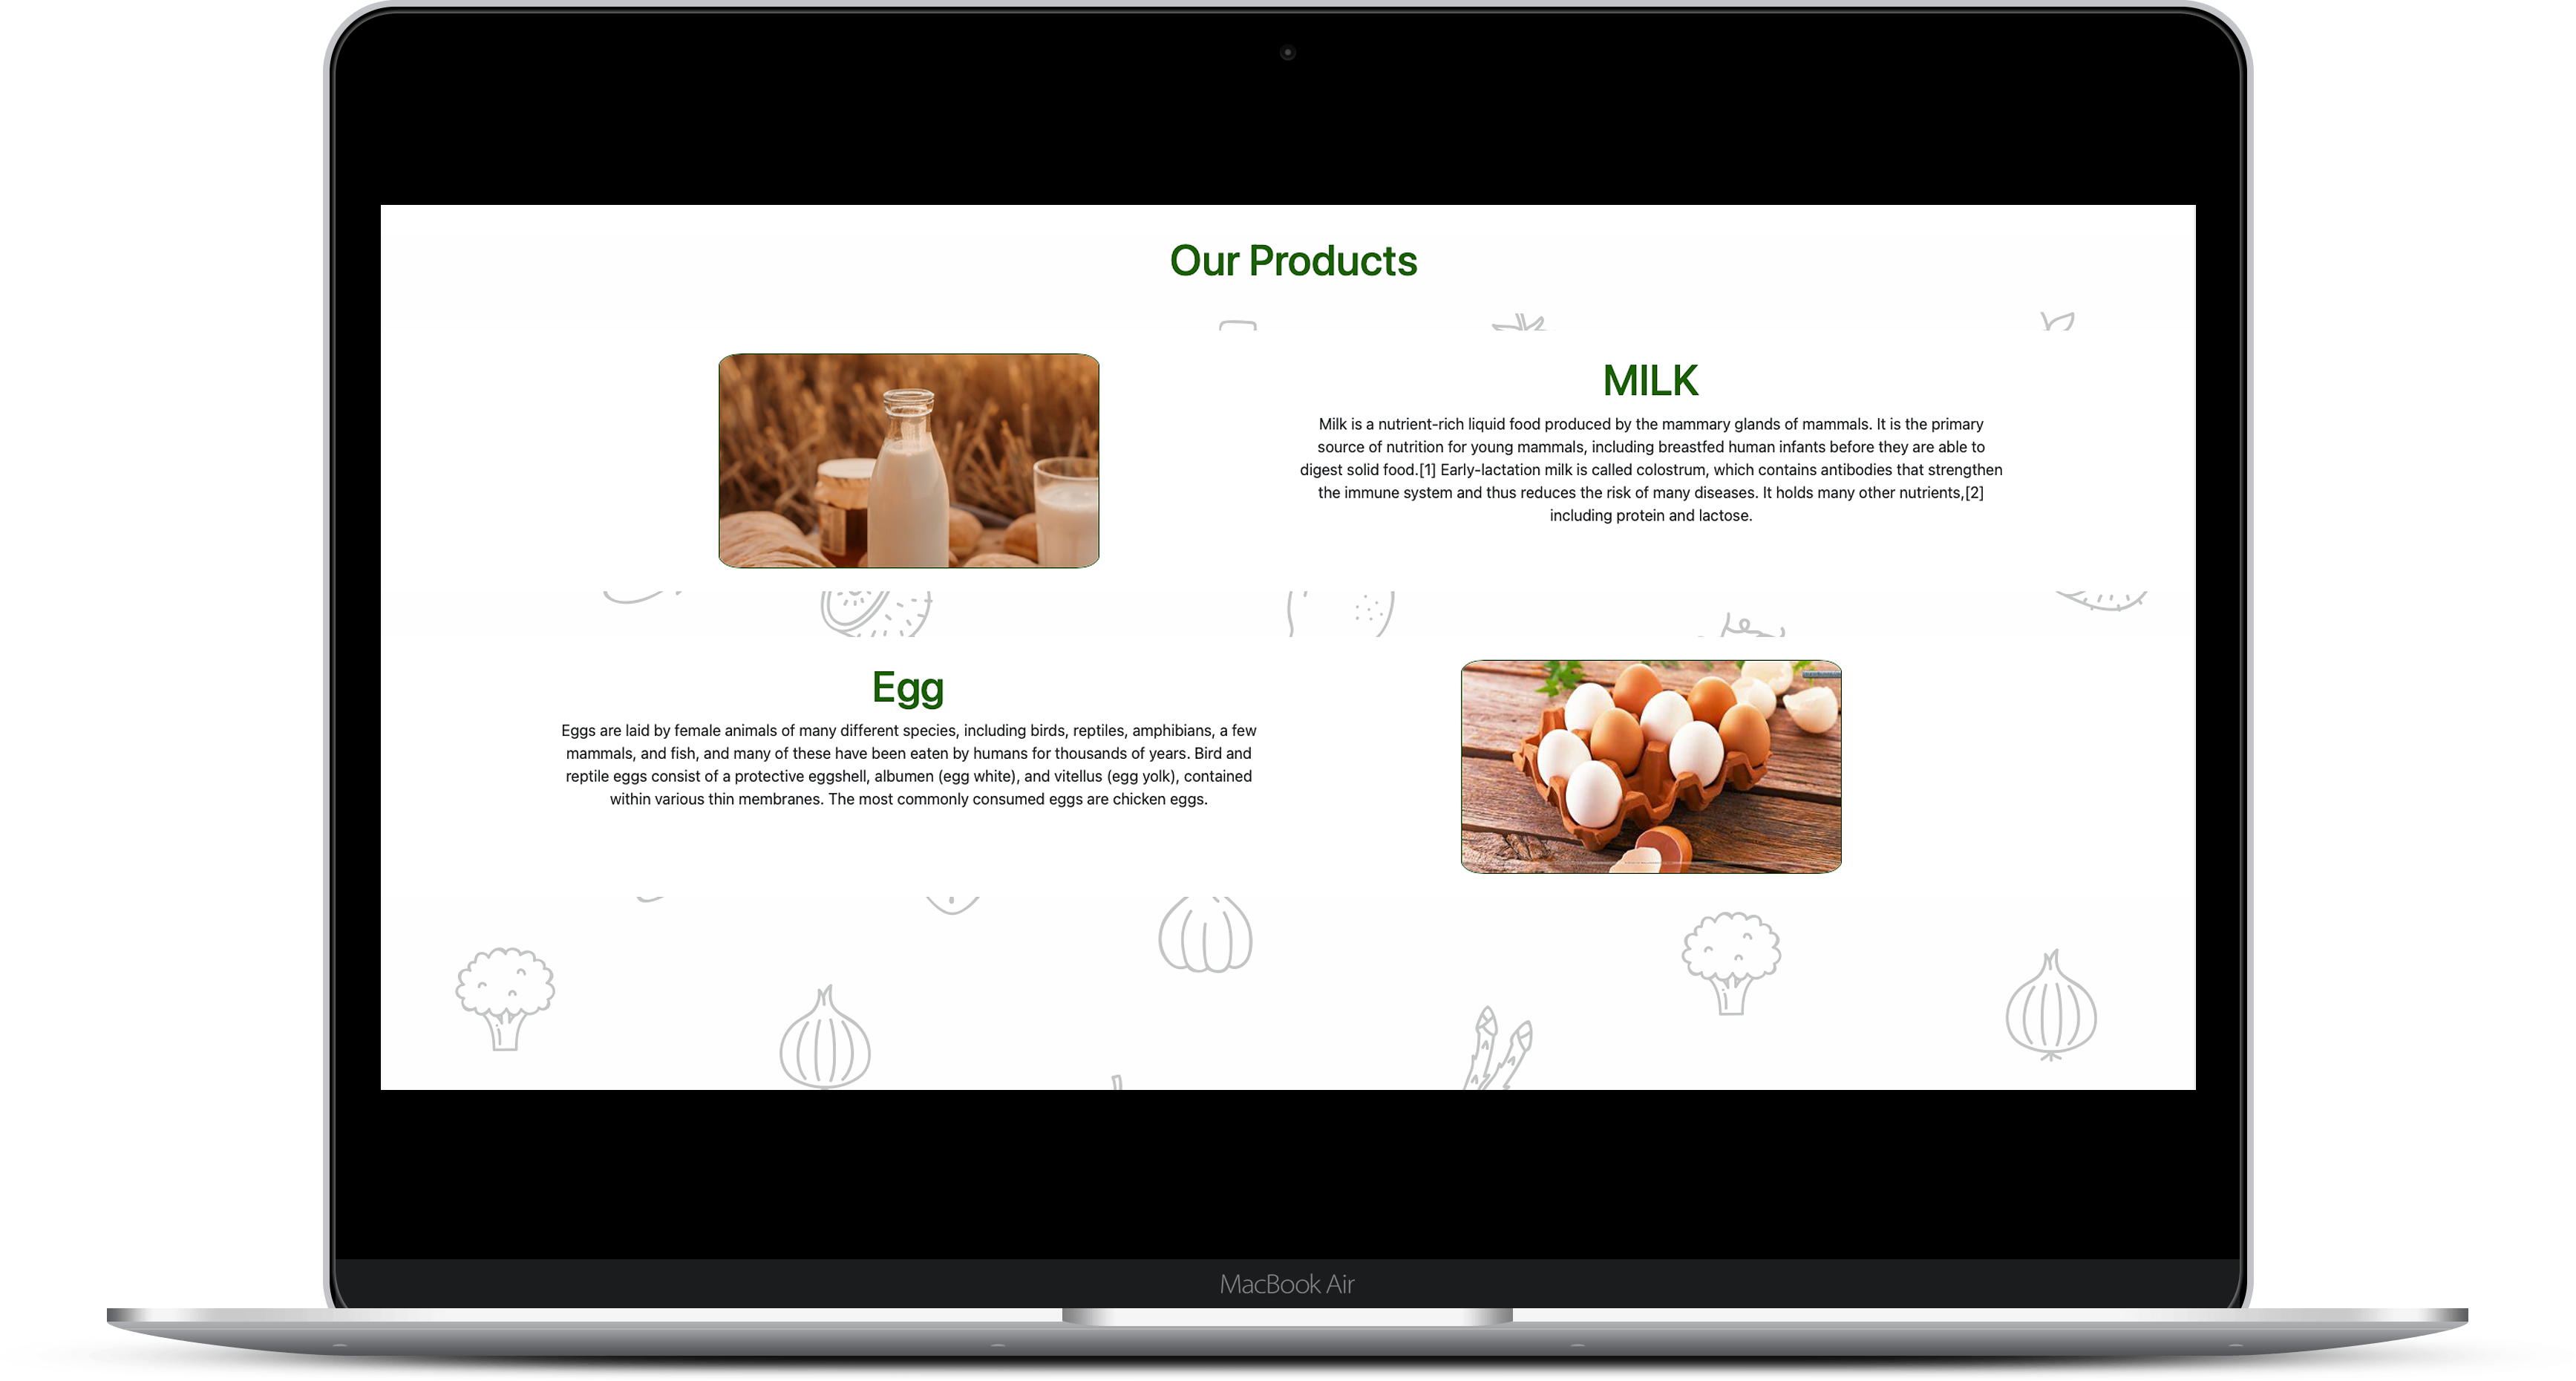 Our Products
MILK
Milk is a nutrient-rich liquid food produced by the mammary glands of mammals. It is the primary
source of nutrition for young mammals, including breastfed human infants before they are able to
digest solid food.[1] Early-lactation milk is called colostrum, which contains antibodies that strengthen
the immune system and thus reduces the risk of many diseases. It holds many other nutrients,[2]
including protein and lactose.
Egg
Eggs are laid by female animals of many different species, including birds, reptiles, amphibians, a few
mammals, and fish, and many of these have been eaten by humans for thousands of years. Bird and
reptile eggs consist of a protective eggshell, albumen (egg white), and vitellus (egg yolk), contained
within various thin membranes. The most commonly consumed eggs are chicken eggs.
MacBook Air